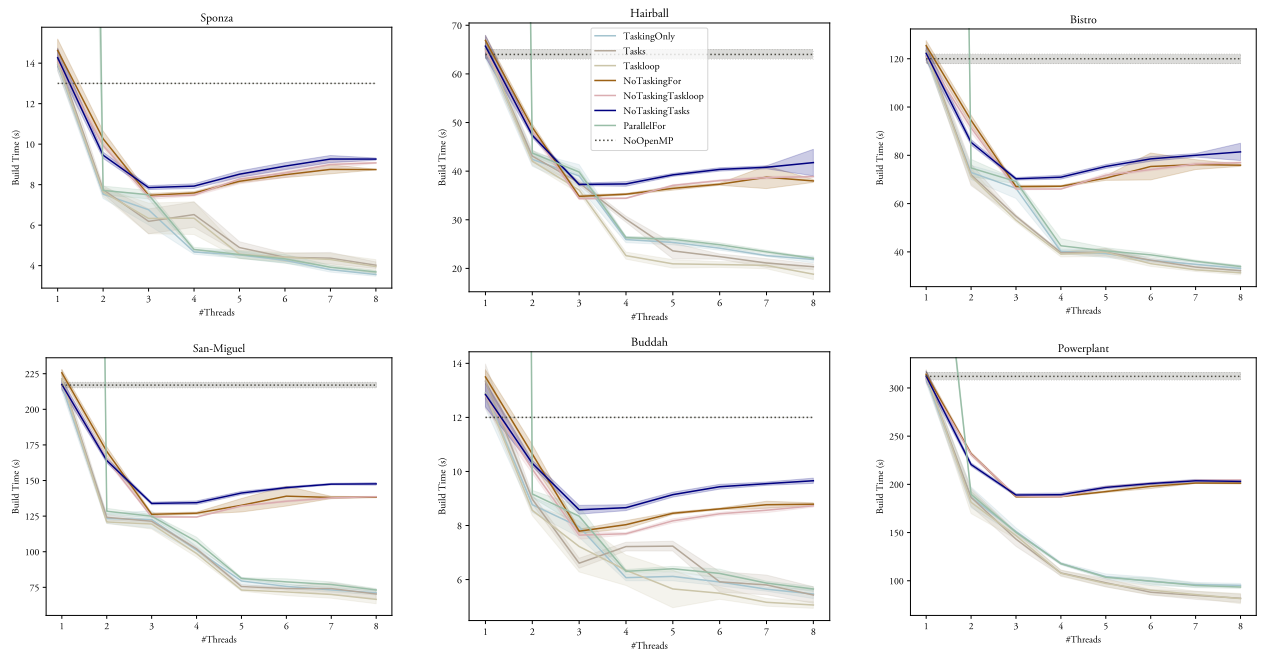 Sponza
14
12
10
8
6
4
Build Time (s)
1 2 3 4 5 6 7 8
#Threads
Hairball
70
60
50
40
30
20
Build Time (s)
TaskingOnly
Tasks
Taskloop
NoTaskingFor
NoTaskingTaskloop
NoTaskingTasks
ParallelFor
NoOpenMP
1 2 3 4 5 6 7 8
#Threads
Bistro
120
100
80
60
40
Build Time (s)
1 2 3 4 5 6 7 8
#Threads
San-Miguel
225
200
175
150
125
100
75
Build Time (s)
1 2 3 4 5 6 7 8
#Threads
Buddah
14
12
10
8
6
Build Time (s)
1 2 3 4 5 6 7 8
#Threads
Powerplant
300
250
200
150
100
Build Time (s)
1 2 3 4 5 6 7 8
#Threads